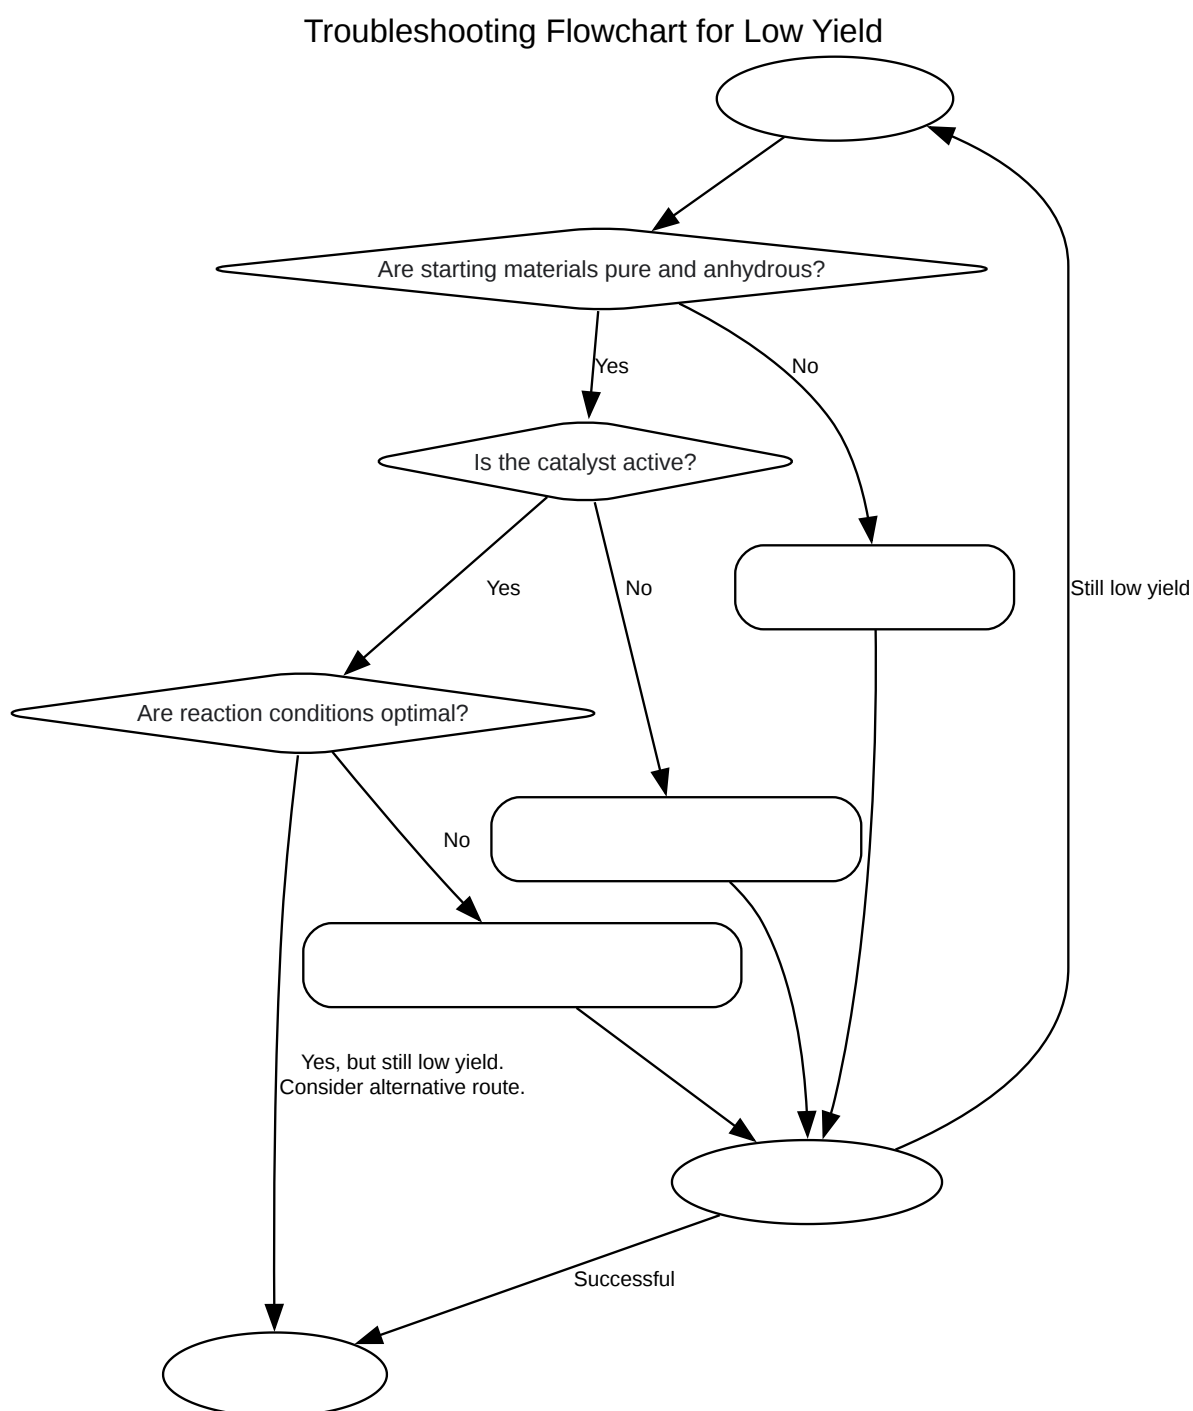 Troubleshooting Flowchart for Low Yield
Are starting materials pure and anhydrous?
Yes
No
Is the catalyst active?
Yes
No
Still low yield
Are reaction conditions optimal?
No
Yes, but still low yield.
Consider alternative route.
Successful